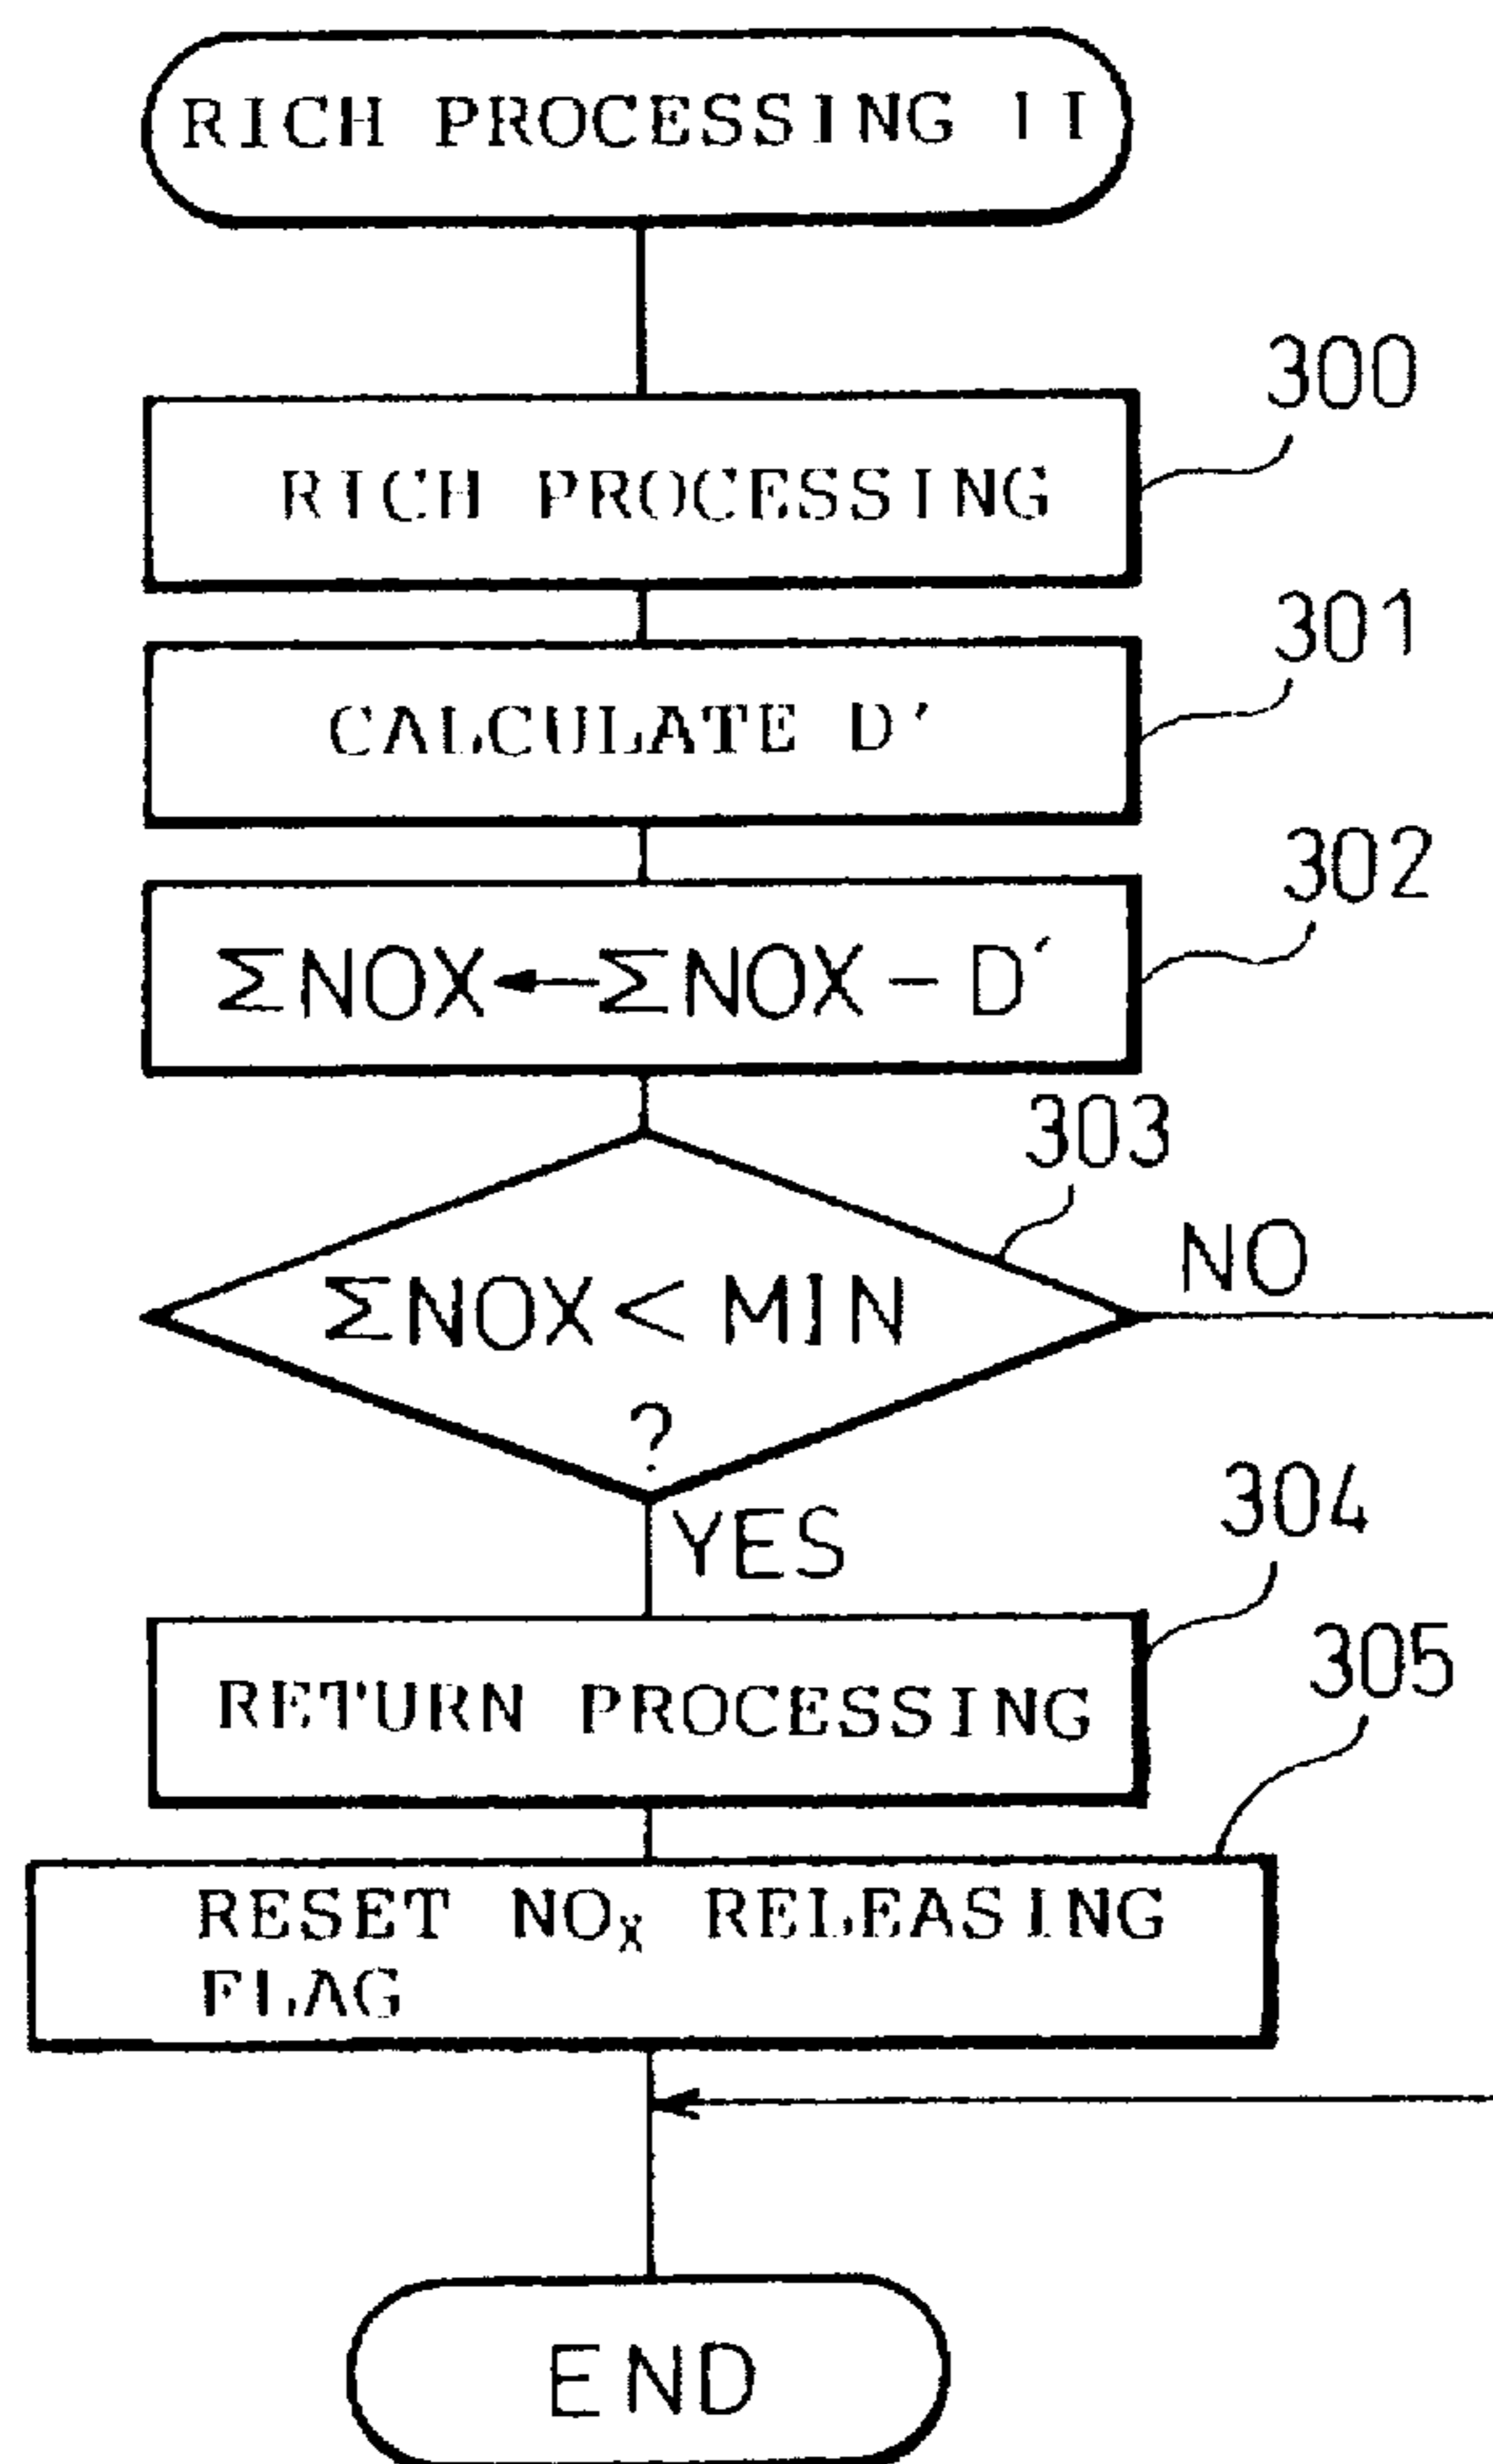 RICH PROCESSING II
300
RICH PROCESSING
301
CALCULATE D'
302
ΣNOX←ΣNOX-D'
303
NO
ΣNOX<MIN
?
YES
304
RETURN PROCESSING
305
RESET NOx RELEASING
FLAG
END